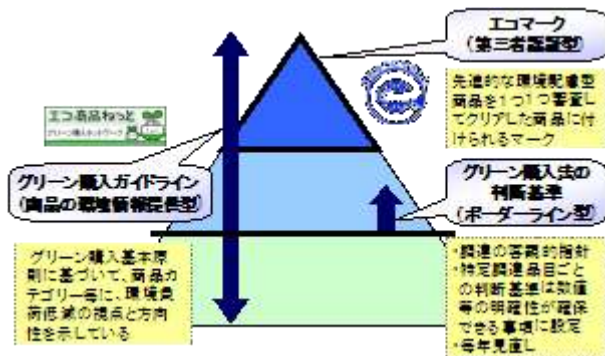 エコマーク
(第三者認証型)
先進的な環境配慮型
商品を1つ1つ審査し
てクリアした商品に付
けられるマーク
エコ商品ねっと
グリーン購入ネットワーク
グリーン購入ガイドライン
(商品の環境情報提供型)
グリーン購入法の
判断基準
(ボーダーライン型)
グリーン購入基本原
則に基づいて、商品カ
テゴリー毎に、環境負
荷低減の視点と方向
性を示している
・調達の客観的指針
・特定調達品目ごと
の判断基準は数値
等の明確性が確保
できる事項に設定
・毎年見直し